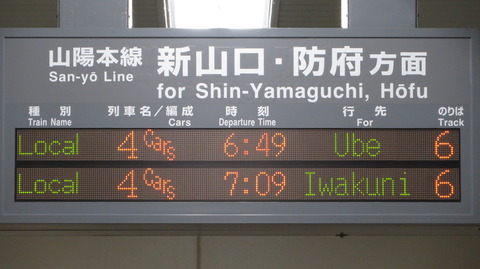 山陽本線 新山口・防府方面
San-yō Line for Shin-Yamaguchi, Hōfu
種別 列車名/編成 時刻 行先 のりば
Train Name Cars Departure Time For Track
Local 4 Cars 6:49 Ube 6
Local 4 Cars 7:09 Iwakuni 6